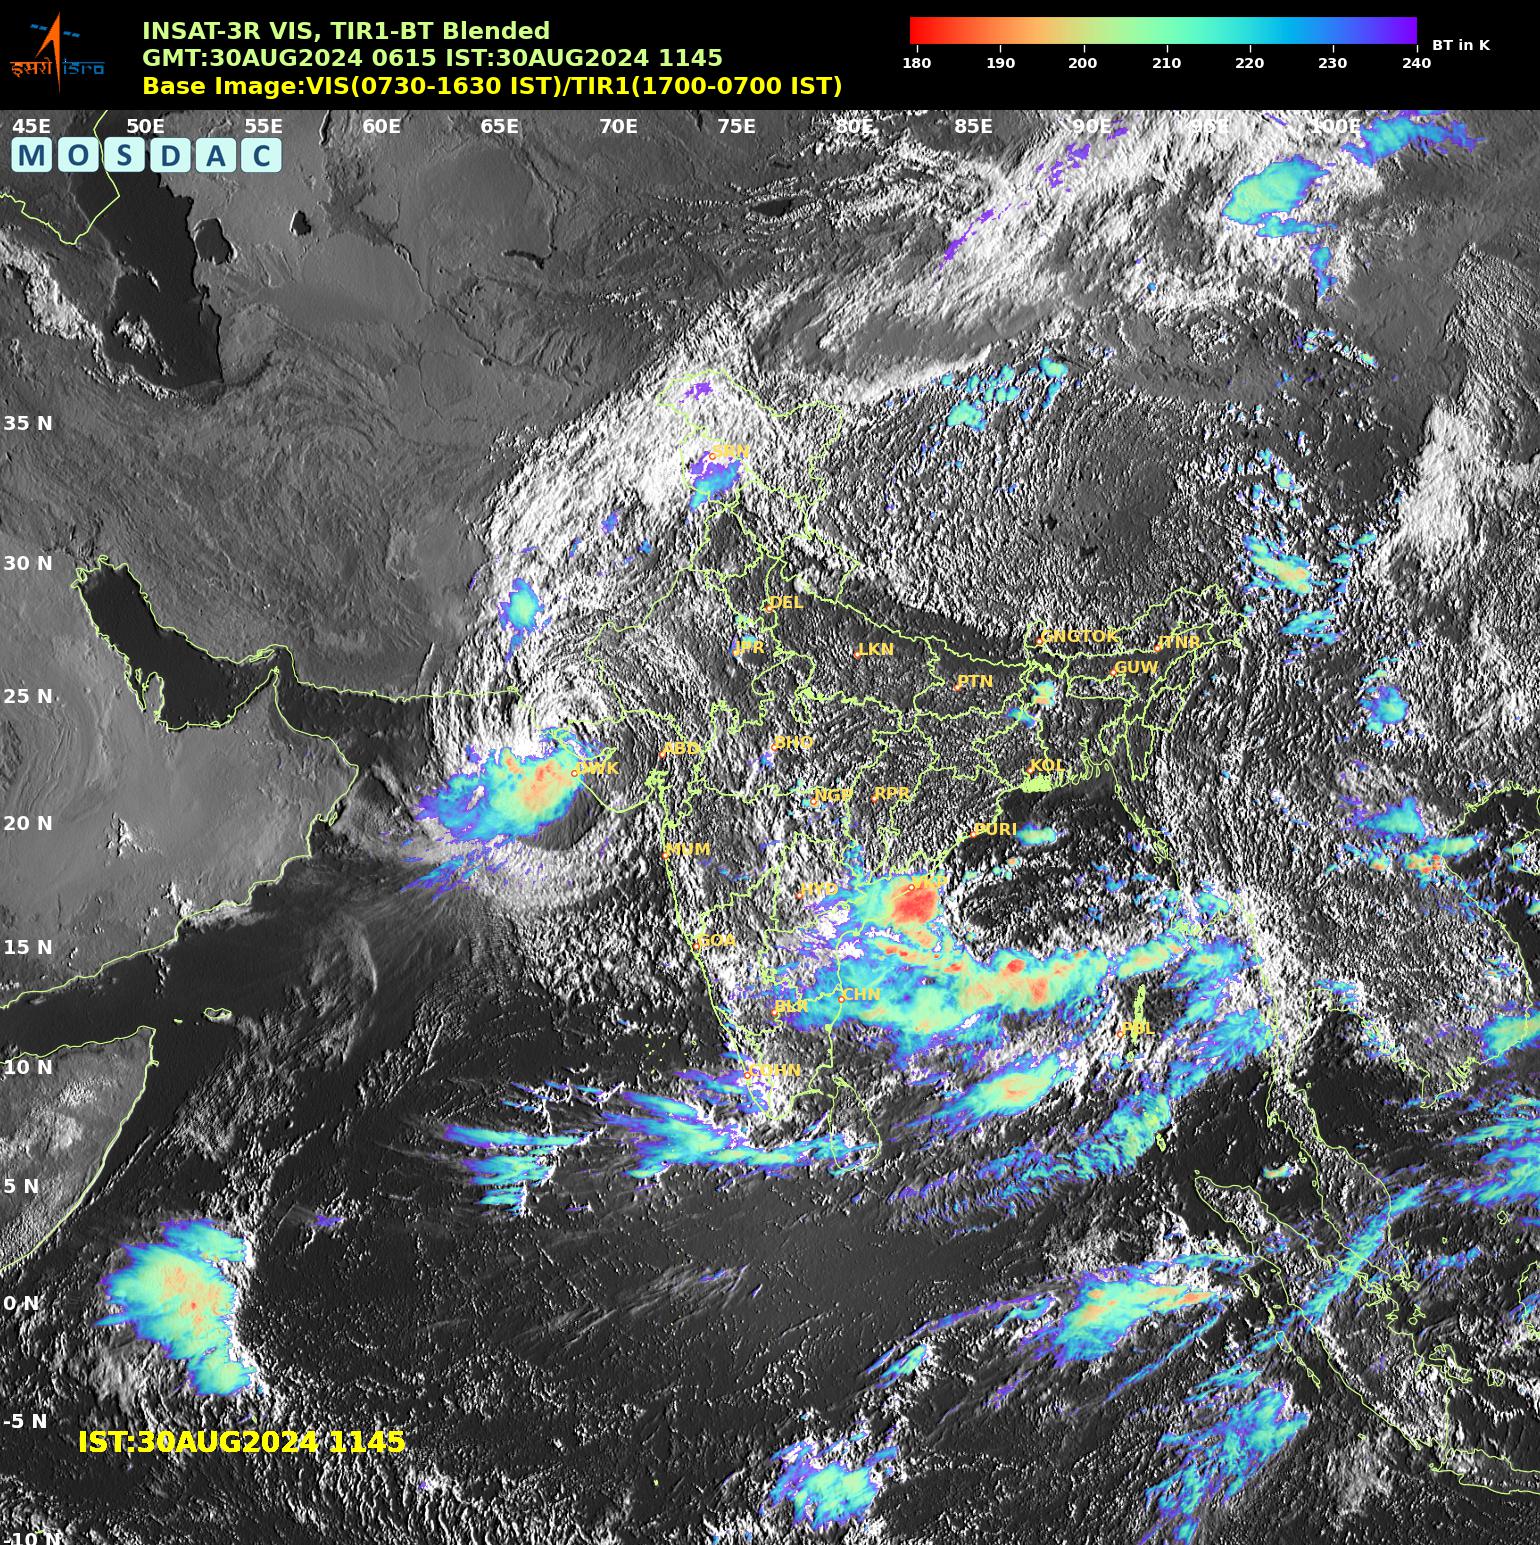 INSAT-3R VIS, TIR1-BT Blended
GMT:30AUG2024 0615 IST:30AUG2024 1145
Base Image:VIS(0730-1630 IST)/TIR1(1700-0700 IST)
इसरो isro
BT in K
180 190 200 210 220 230 240
45E 50E 55E 60E 65E 70E 75E 80E 85E 90E 95E 100E
MOSDAC
35 N
SRN
30 N
DEL
GNGTOK
ITNR
JPR
LKN
GUW
PTN
25 N
ABD
BHO
DWK
KOL
NGP
RPR
20 N
PURI
MUM
HYD
15 N
GOA
CHN
BLR
PBL
10 N
COHN
5 N
0 N
-5 N
IST:30AUG2024 1145
-10 N